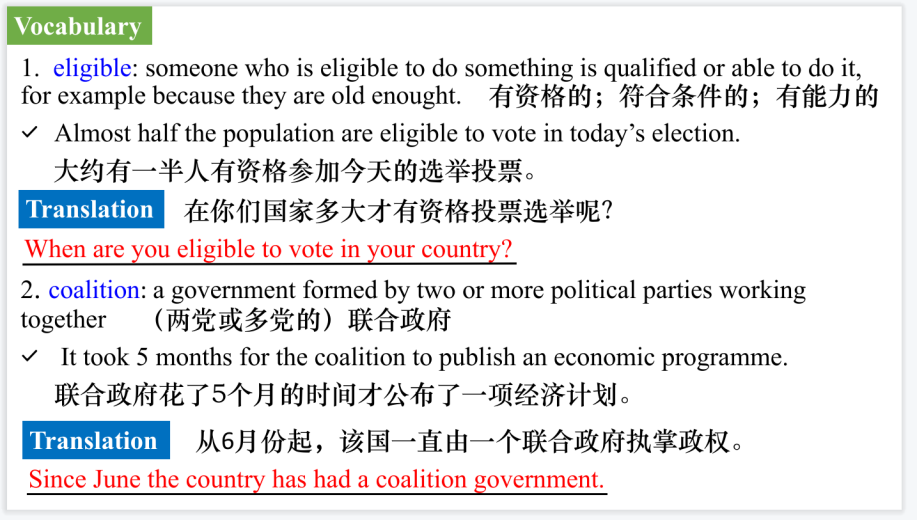 Vocabulary
1. eligible: someone who is eligible to do something is qualified or able to do it,
for example because they are old enought. 有资格的；符合条件的；有能力的
✓ Almost half the population are eligible to vote in today’s election.
大约有一半人有资格参加今天的选举投票。
Translation 在你们国家多大才有资格投票选举呢?
When are you eligible to vote in your country?
2. coalition: a government formed by two or more political parties working
together （两党或多党的）联合政府
✓ It took 5 months for the coalition to publish an economic programme.
联合政府花了5个月的时间才公布了一项经济计划。
Translation 从6月份起，该国一直由一个联合政府执掌政权。
Since June the country has had a coalition government.